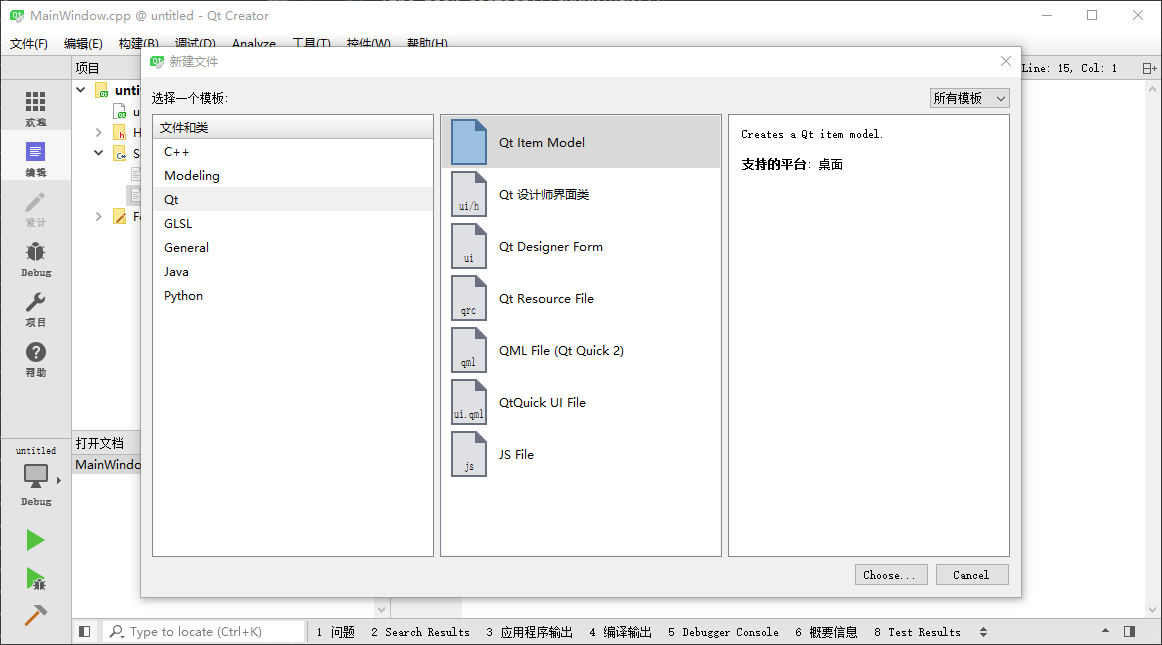 MainWindow.cpp @ untitled - Qt Creator
文件(F) 编辑(E) 构建(B) 调试(D) Analyze 工具(T) 控件(W) 帮助(H)
项目
Line: 15, Col: 1
新建文件
选择一个模板:
所有模板
文件和类
C++
Modeling
Qt
GLSL
General
Java
Python
Qt Item Model
ui/h
Qt 设计师界面类
ui
Qt Designer Form
qrc
Qt Resource File
qml
QML File (Qt Quick 2)
ui.qml
QtQuick UI File
js
JS File
Creates a Qt item model.
支持的平台: 桌面
Choose...
Cancel
欢迎
编辑
设计
Debug
项目
帮助
untitled
Debug
打开文档
MainWindo
Type to locate (Ctrl+K)
1 问题 2 Search Results 3 应用程序输出 4 编译输出 5 Debugger Console 6 概要信息 8 Test Results